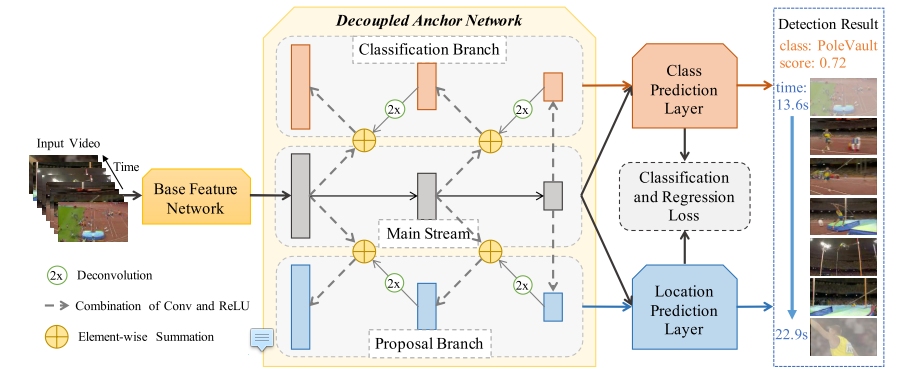 Decoupled Anchor Network
Classification Branch
2x
2x
Input Video
Time
Base Feature
Network
Main Stream
2x
2x
Proposal Branch
2x
Deconvolution
Combination of Conv and ReLU
Element-wise Summation
Class
Prediction
Layer
Classification
and Regression
Loss
Location
Prediction
Layer
Detection Result
class: PoleVault
score: 0.72
time:
13.6s
22.9s